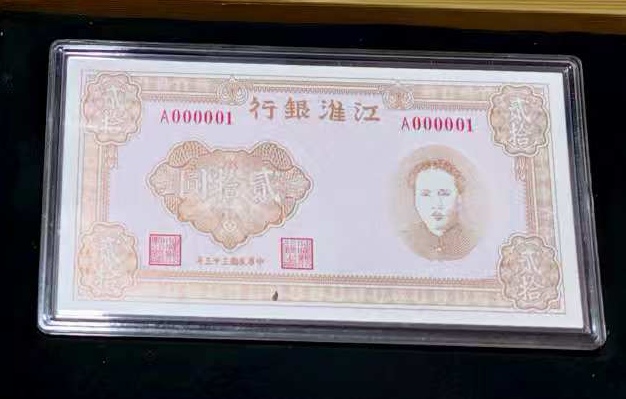 行銀淮江
A000001
A000001
貳拾
貳拾
圓拾貳
年三十三國民華中
貳拾
貳拾